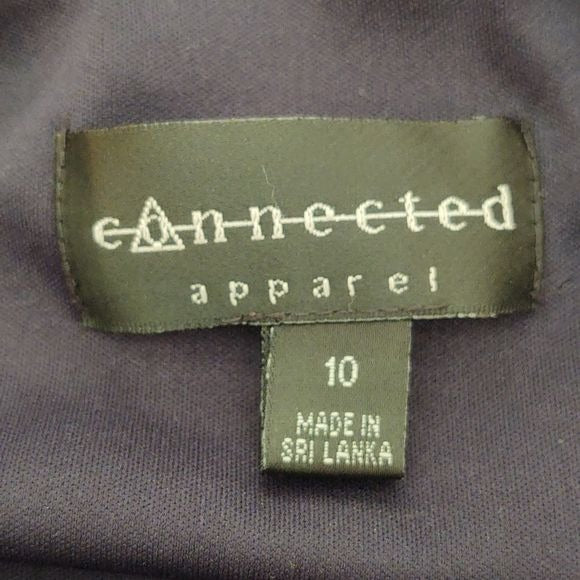 connected
apparel
10
MADE IN
SRI LANKA